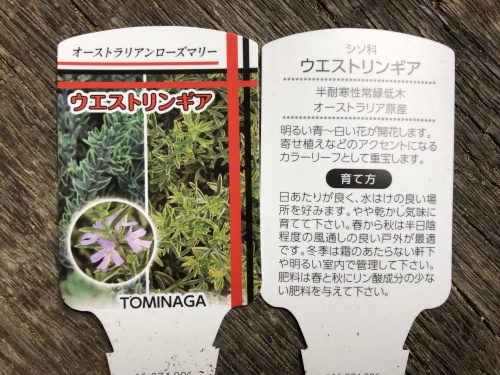 オーストラリアンローズマリー
ウエストリンギア
TOMINAGA
シソ科
ウエストリンギア
半耐寒性常緑低木
オーストラリア原産
明るい青～白い花が開花します。
寄せ植えなどのアクセントになる
カラーリーフとして重宝します。
育て方
日あたりが良く、水はけの良い場
所を好みます。やや乾かし気味に
育てて下さい。春から秋は半日陰
程度の風通しの良い戸外が最適
です。冬季は霜のあたらない軒下
や明るい室内で管理して下さい。
肥料は春と秋にリン酸成分の少な
い肥料を与えて下さい。